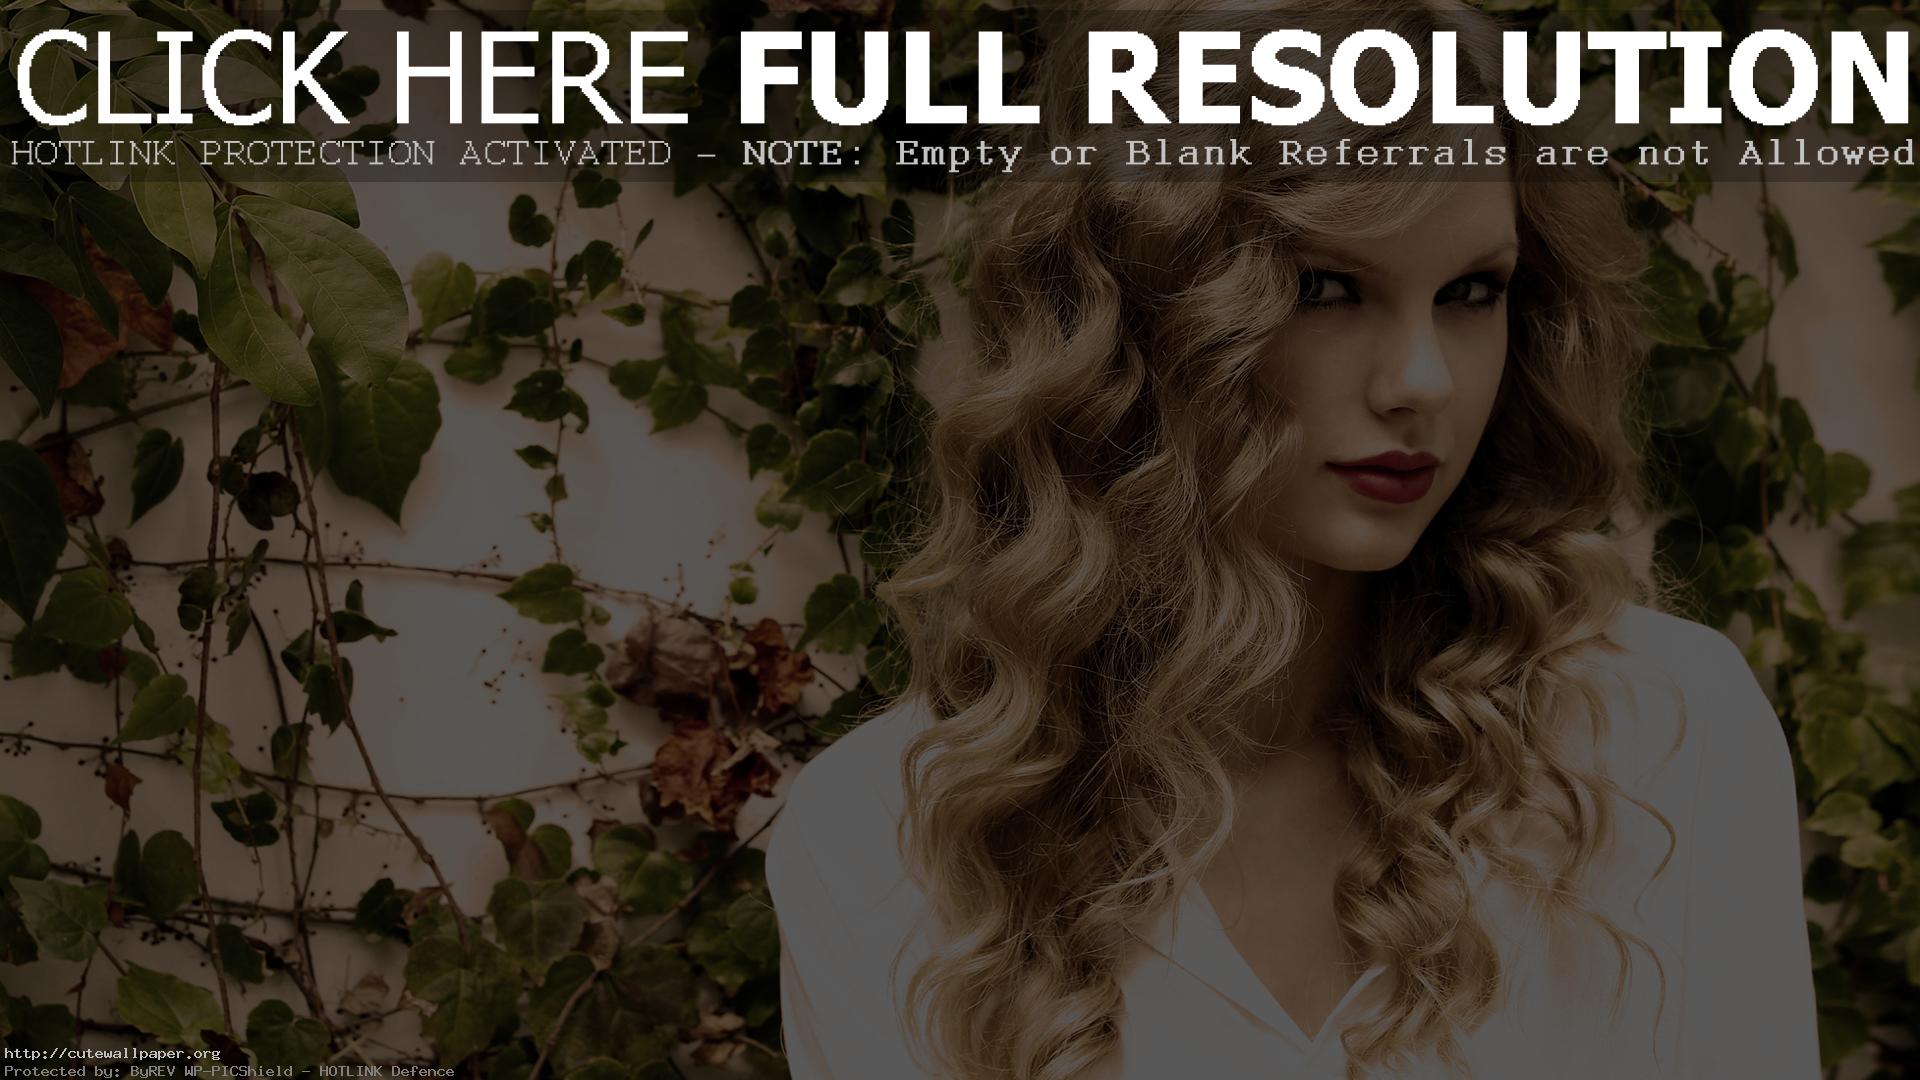 CLICK HERE FULL RESOLUTION
HOTLINK PROTECTION ACTIVATED - NOTE: Empty or Blank Referrals are not Allowed
http://cutewallpaper.org
Protected by: ByREV WP-PICShield - HOTLINK Defence